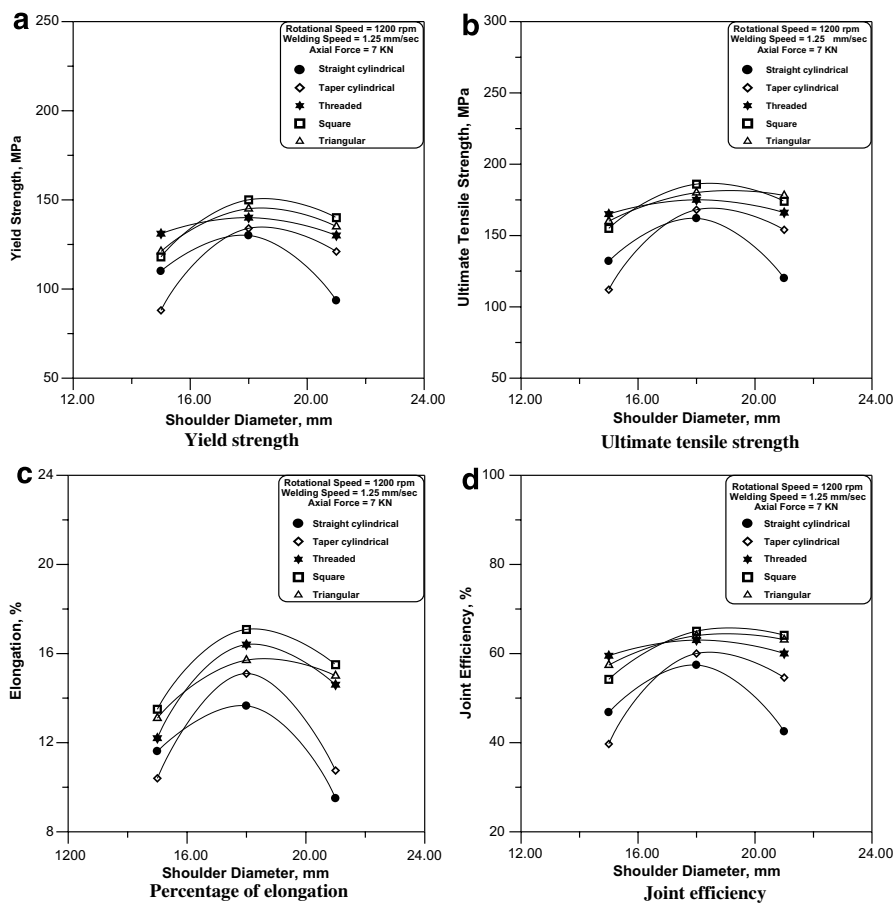 a
250
200
150
100
50
Yield Strength, MPa
Rotational Speed = 1200 rpm
Welding Speed = 1.25 mm/sec
Axial Force = 7 KN
Straight cylindrical
Taper cylindrical
Threaded
Square
Triangular
12.00 16.00 20.00 24.00
Shoulder Diameter, mm
Yield strength
b
300
250
200
150
100
50
Ultimate Tensile Strength, MPa
Rotational Speed = 1200 rpm
Welding Speed = 1.25 mm/sec
Axial Force = 7 KN
Straight cylindrical
Taper cylindrical
Threaded
Square
Triangular
12.00 16.00 20.00 24.00
Shoulder Diameter, mm
Ultimate tensile strength
c
24
20
16
12
8
Elongation, %
Rotational Speed = 1200 rpm
Welding Speed = 1.25 mm/sec
Axial Force = 7 KN
Straight cylindrical
Taper cylindrical
Threaded
Square
Triangular
1200 16.00 20.00 24.00
Shoulder Diameter, mm
Percentage of elongation
d
100
80
60
40
20
Joint Efficiency, %
Rotational Speed = 1200 rpm
Welding Speed = 1.25 mm/sec
Axial Force = 7 KN
Straight cylindrical
Taper cylindrical
Threaded
Square
Triangular
12.00 16.00 20.00 24.00
Shoulder Diameter, mm
Joint efficiency